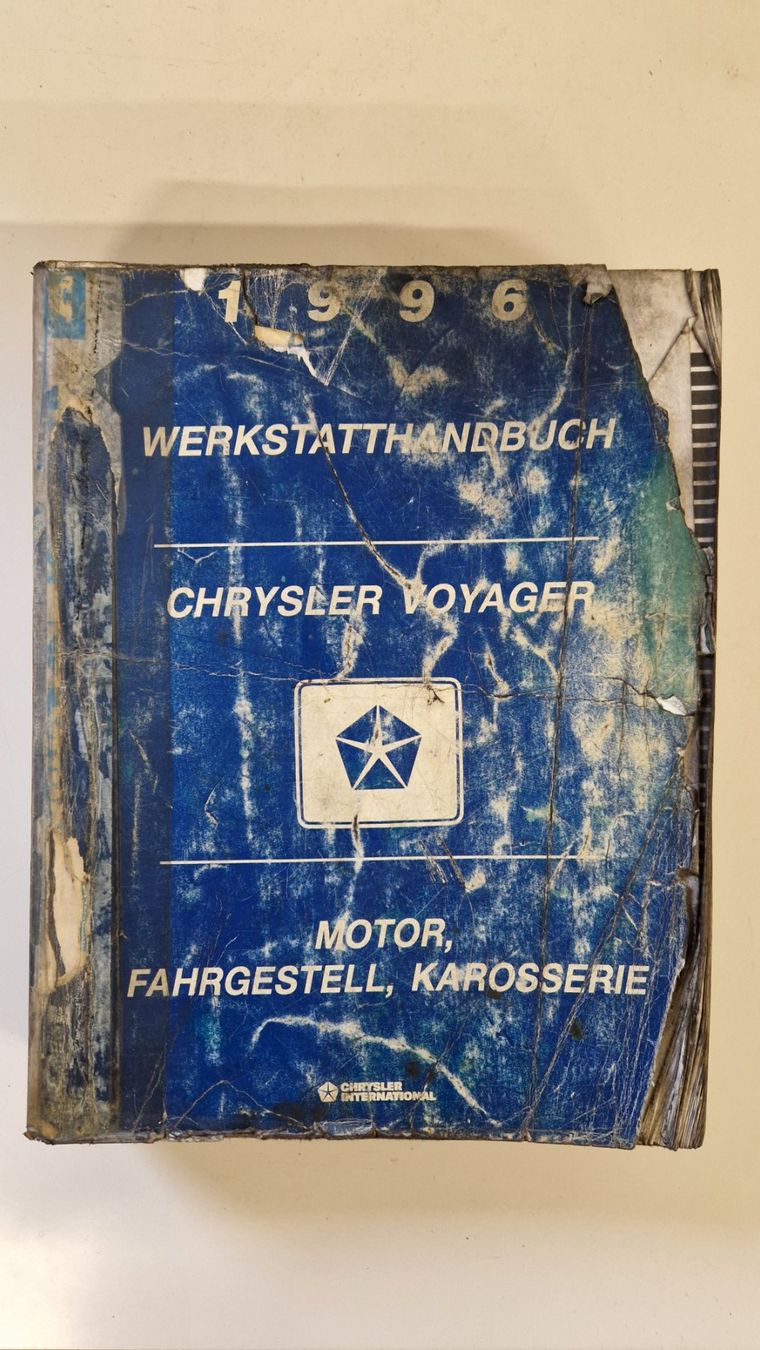 1996
WERKSTATTHANDBUCH
CHRYSLER VOYAGER
MOTOR,
FAHRGESTELL, KAROSSERIE
CHRYSLER
INTERNATIONAL